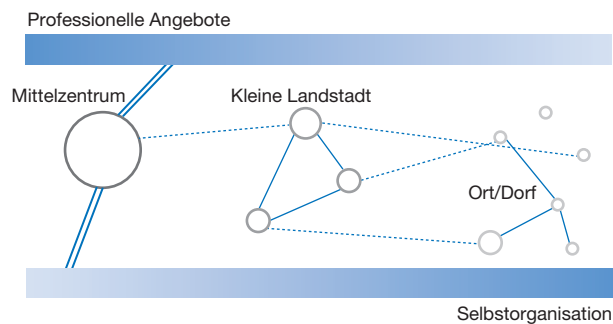 Professionelle Angebote
Mittelzentrum
Kleine Landstadt
Ort/Dorf
Selbstorganisation